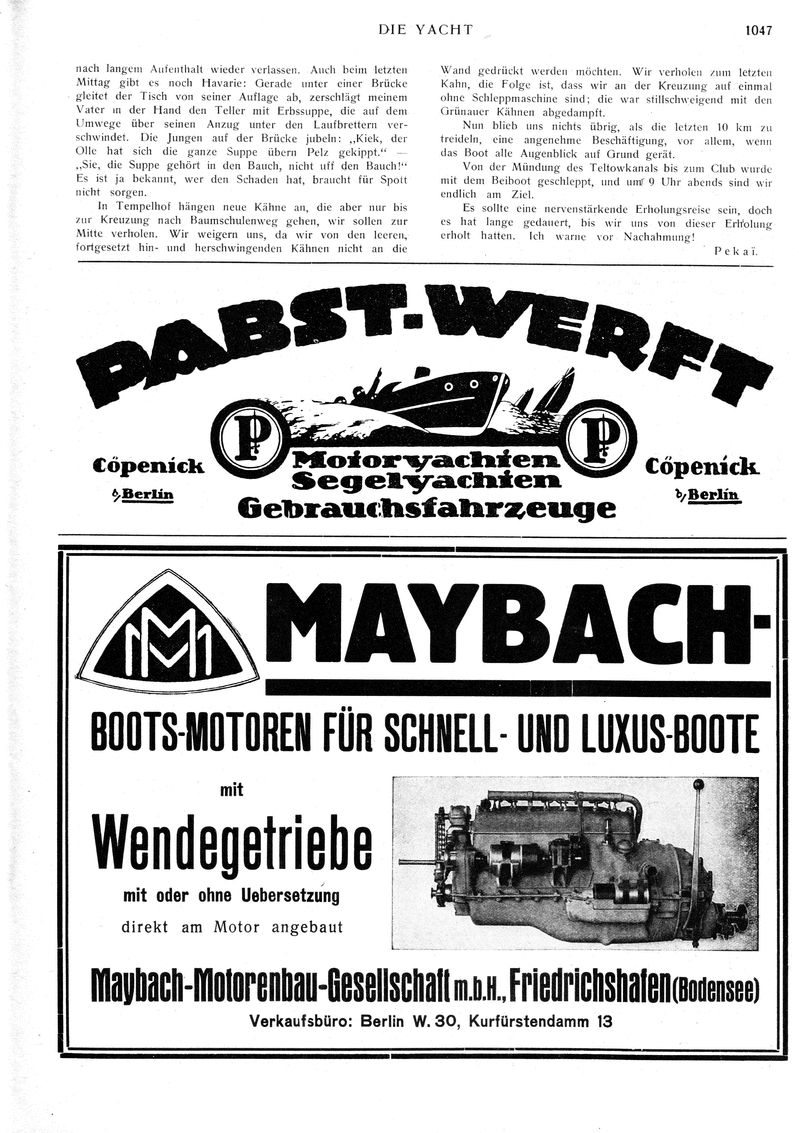 DIE YACHT
1047
nach langem Aufenthalt wieder verlassen. Auch beim letzten
Mittag gibt es noch Havarie: Gerade unter einer Brücke
gleitet der Tisch von seiner Auflage ab, zerschlägt meinem
Vater in der Hand den Teller mit Erbssuppe, die auf dem
Umwege über seinen Anzug unter den Laufbrettern ver-
schwindet. Die Jungen auf der Brücke jubeln: „Kiek, der
Olle hat sich die ganze Suppe übern Pelz gekippt.“ —
„Sie, die Suppe gehört in den Bauch, nicht uff den Bauch!“
Es ist ja bekannt, wer den Schaden hat, braucht für Spott
nicht sorgen.
In Tempelhof hängen neue Kähne an, die aber nur bis
zur Kreuzung nach Baumschulenweg gehen, wir sollen zur
Mitte verholen. Wir weigern uns, da wir von den leeren,
fortgesetzt hin- und herschwingenden Kähnen nicht an die
Wand gedrückt werden möchten. Wir verholen zum letzten
Kahn, die Folge ist, dass wir an der Kreuzung auf einmal
ohne Schleppmaschine sind; die war stillschweigend mit den
Grünauer Kähnen abgedampft.
Nun blieb uns nichts übrig, als die letzten 10 km zu
treideln, eine angenehme Beschäftigung, vor allem, wenn
das Boot alle Augenblick auf Grund gerät.
Von der Mündung des Teltowkanals bis zum Club wurde
mit dem Beiboot geschleppt, und um 9 Uhr abends sind wir
endlich am Ziel.
Es sollte eine nervenstärkende Erholungsreise sein, doch
es hat lange gedauert, bis wir uns von dieser Erholung
erholt hatten. Ich warne vor Nachahmung!
Pekaï.
PABST-WERFT
P
P
Cöpenick
b/Berlin
Motoryachten
Segelyachten
Gebrauchsfahrzeuge
Cöpenick
b/Berlin
MM
MAYBACH-
BOOTS-MOTOREN FÜR SCHNELL- UND LUXUS-BOOTE
mit
Wendegetriebe
mit oder ohne Uebersetzung
direkt am Motor angebaut
Maybach-Motorenbau-Gesellschaft m.b.H., Friedrichshafen (Bodensee)
Verkaufsbüro: Berlin W. 30, Kurfürstendamm 13